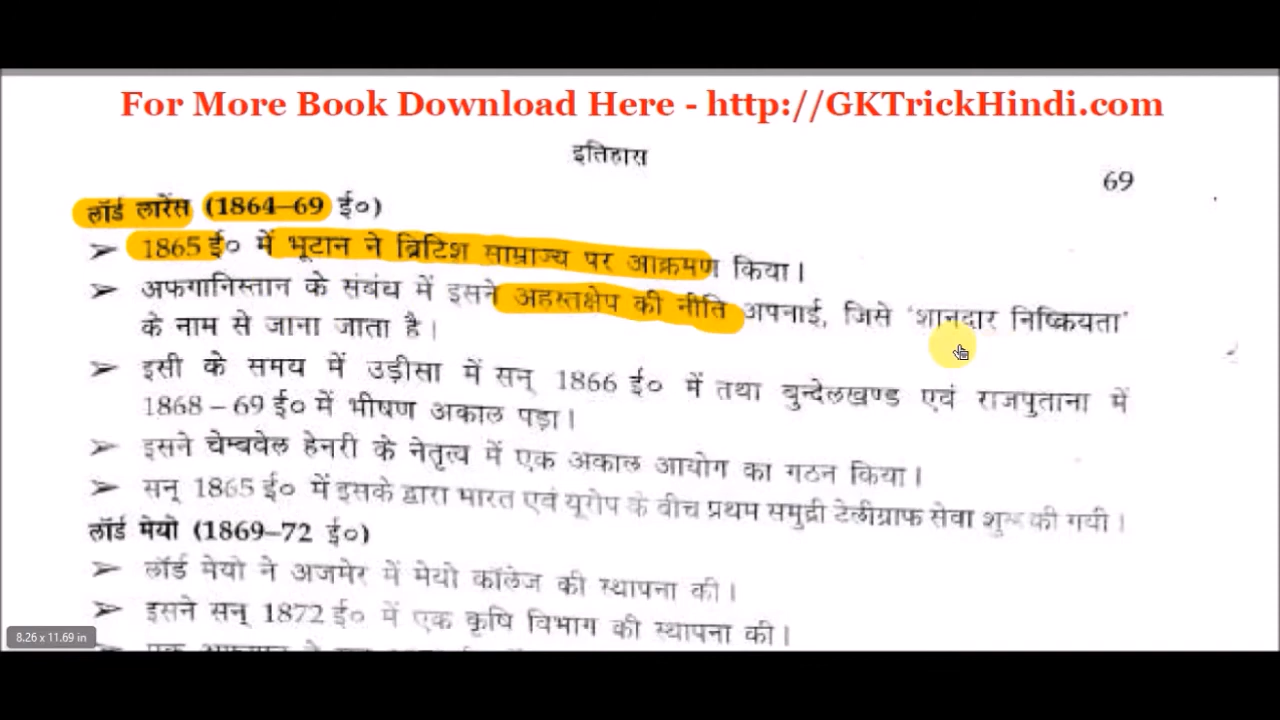 For More Book Download Here - http://GKTrickHindi.com
इतिहास
69
लॉर्ड लारेंस (1864–69 ई०)
➢ 1865 ई० में भूटान ने ब्रिटिश साम्राज्य पर आक्रमण किया।
➢ अफगानिस्तान के संबंध में इसने अहस्तक्षेप की नीति अपनाई, जिसे 'शानदार निष्क्रियता'
के नाम से जाना जाता है।
➢ इसी के समय में उड़ीसा में सन् 1866 ई० में तथा बुन्देलखण्ड एवं राजपुताना में
1868 – 69 ई० में भीषण अकाल पड़ा।
➢ इसने चेम्बवेल हेनरी के नेतृत्व में एक अकाल आयोग का गठन किया।
➢ सन् 1865 ई० में इसके द्वारा भारत एवं यूरोप के बीच प्रथम समुद्री टेलीग्राफ सेवा शुरू की गयी।
लॉर्ड मेयो (1869–72 ई०)
➢ लॉर्ड मेयो ने अजमेर में मेयो कॉलेज की स्थापना की।
➢ इसने सन् 1872 ई० में एक कृषि विभाग की स्थापना की।
8.26 x 11.69 in